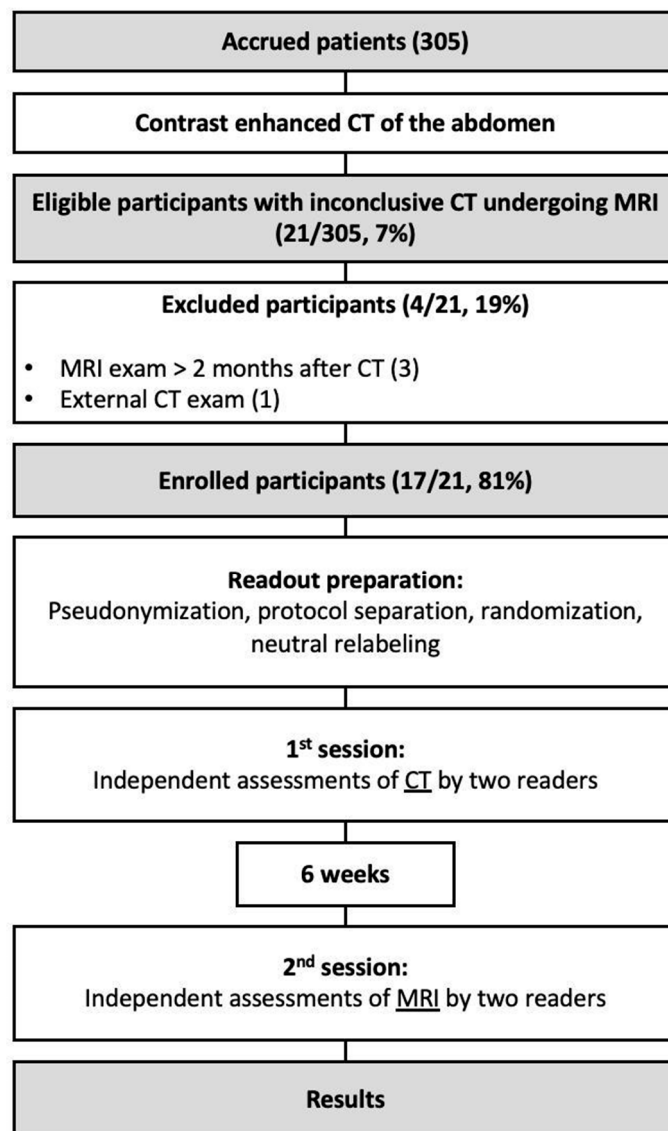 Accrued patients (305)
Contrast enhanced CT of the abdomen
Eligible participants with inconclusive CT undergoing MRI
(21/305, 7%)
Excluded participants (4/21, 19%)
• MRI exam > 2 months after CT (3)
• External CT exam (1)
Enrolled participants (17/21, 81%)
Readout preparation:
Pseudonymization, protocol separation, randomization,
neutral relabeling
1st session:
Independent assessments of CT by two readers
6 weeks
2nd session:
Independent assessments of MRI by two readers
Results